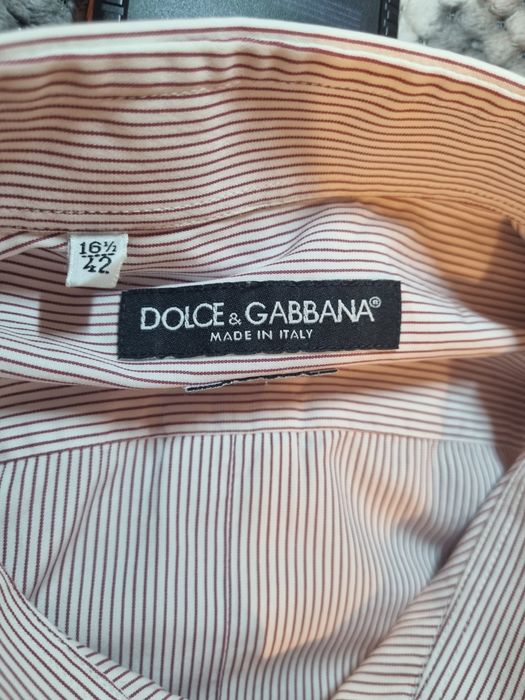 16½
42
DOLCE & GABBANA®
MADE IN ITALY